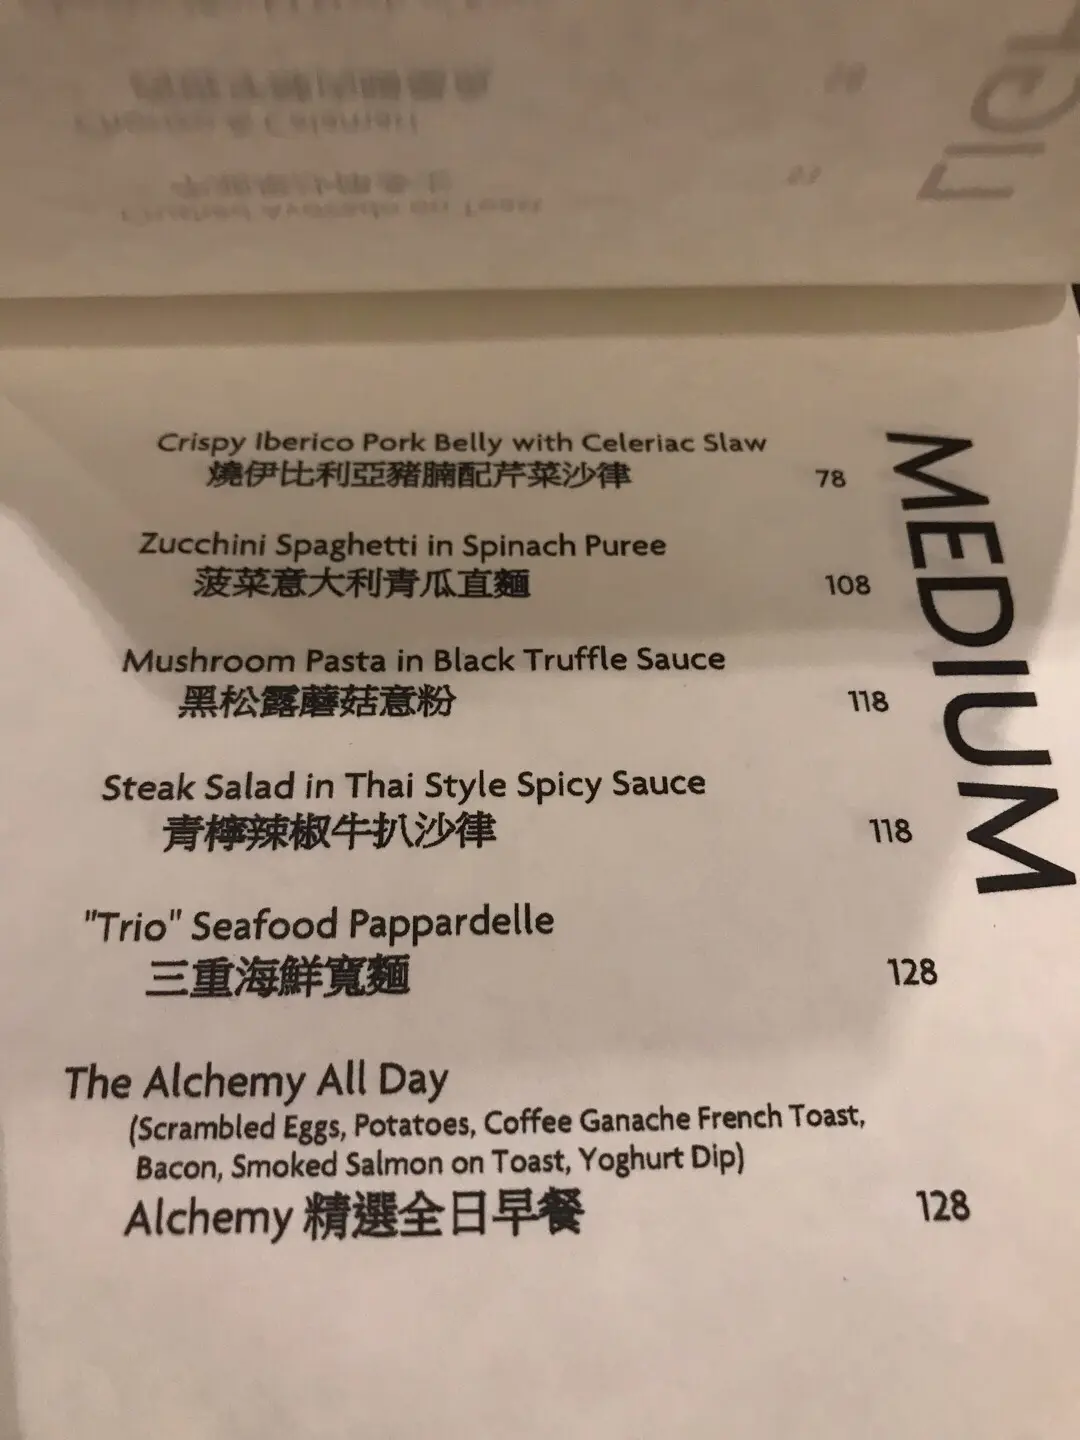 Crispy Iberico Pork Belly with Celeriac Slaw
燒伊比利亞豬腩配芹菜沙律 78
Zucchini Spaghetti in Spinach Puree
菠菜意大利青瓜直麵 108
Mushroom Pasta in Black Truffle Sauce
黑松露蘑菇意粉 118
Steak Salad in Thai Style Spicy Sauce
青檸辣椒牛扒沙律 118
"Trio" Seafood Pappardelle
三重海鮮寬麵 128
The Alchemy All Day
(Scrambled Eggs, Potatoes, Coffee Ganache French Toast,
Bacon, Smoked Salmon on Toast, Yoghurt Dip)
Alchemy 精選全日早餐 128
MEDIUM